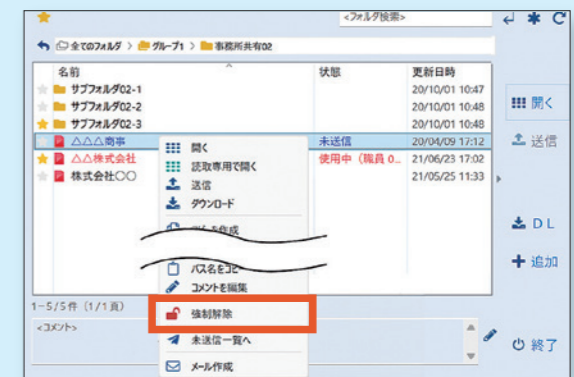 <フォルダ検索>
全てのフォルダ > グループ1 > 事務所共有02
名前 状態 更新日時
サブフォルダ02-1 20/10/01 10:47
サブフォルダ02-2 20/10/01 10:48
サブフォルダ02-3 20/10/01 10:48
△△△商事 未送信 20/04/09 17:12
△△株式会社 使用中（職員 0... 21/06/23 17:02
株式会社〇〇 21/05/25 11:33
開く
読取専用で開く
送信
ダウンロード
を作成
パス名をコピー
コメントを編集
強制解除
未送信一覧へ
メール作成
1-5/5件 (1/1頁)
<コメント>
開く
送信
DL
追加
終了